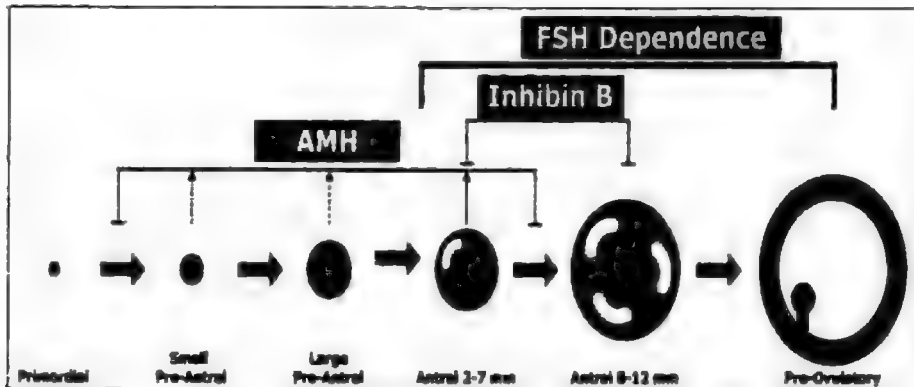 FSH Dependence
Inhibin B
AMH
Primordial
Small
Pre-Antral
Large
Pre-Antral
Antral 2-7 mm
Antral 8-12 mm
Pre-Ovulatory